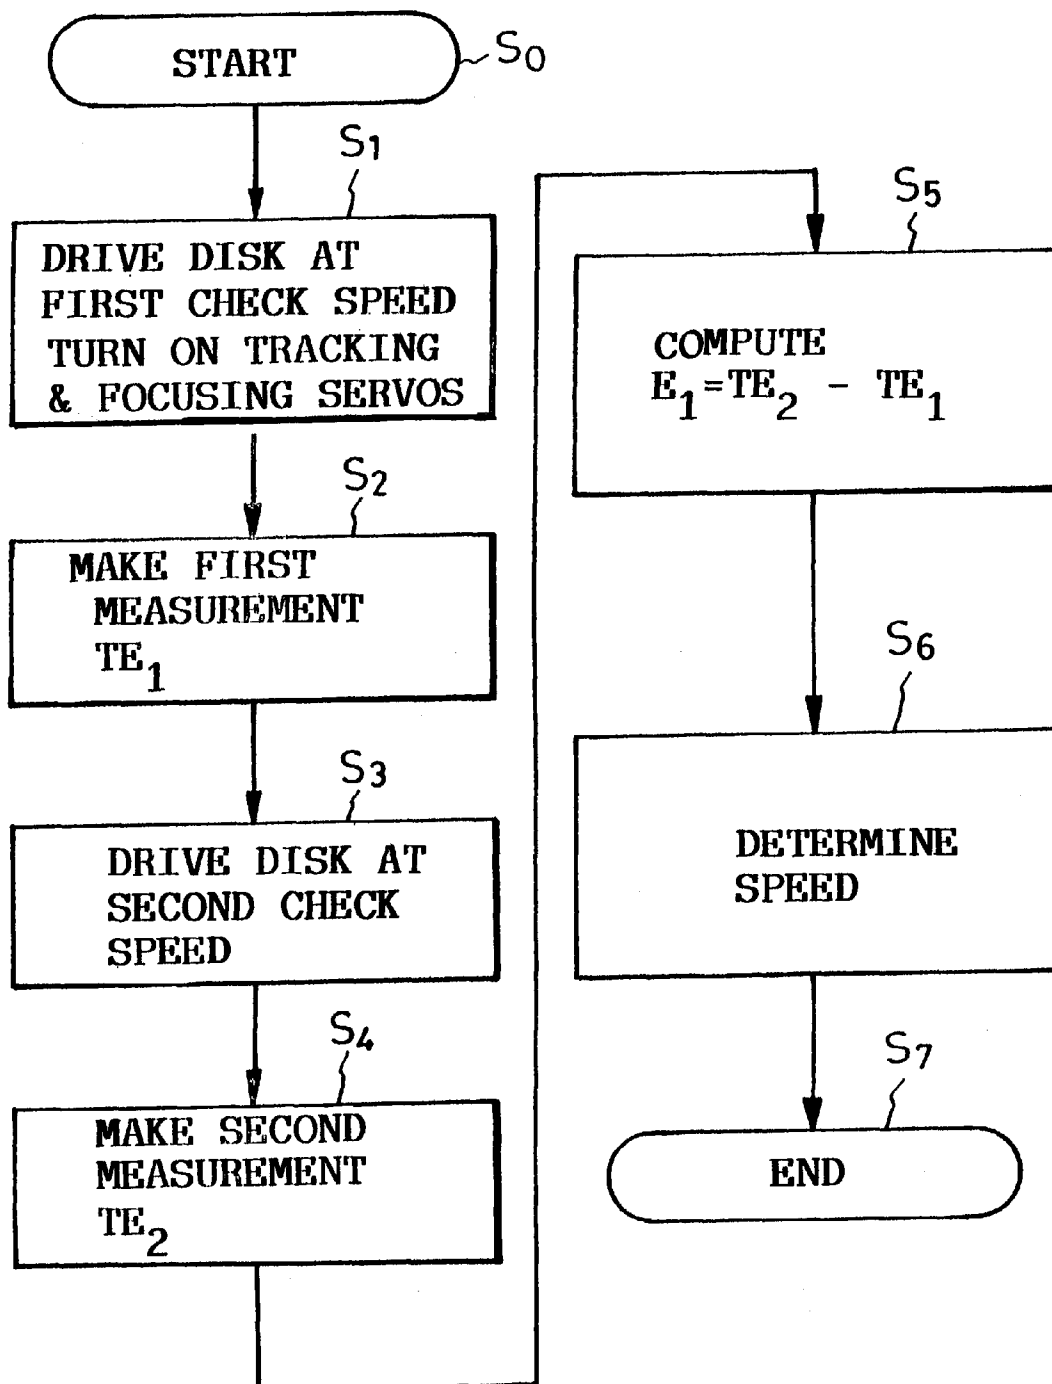 START
S0
S1
DRIVE DISK AT
FIRST CHECK SPEED
TURN ON TRACKING
& FOCUSING SERVOS
S2
MAKE FIRST
MEASUREMENT
TE1
S3
DRIVE DISK AT
SECOND CHECK
SPEED
S4
MAKE SECOND
MEASUREMENT
TE2
S5
COMPUTE
E1=TE2 - TE1
S6
DETERMINE
SPEED
S7
END